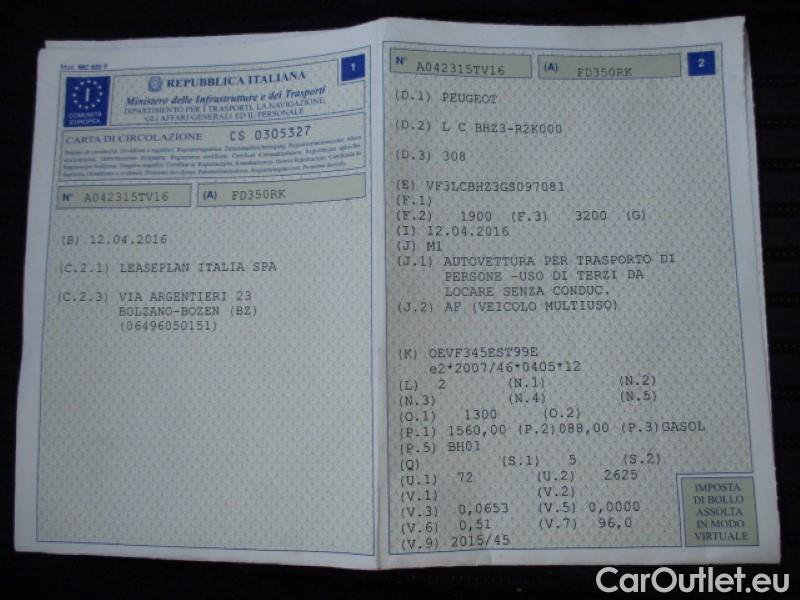 Mod. MC 820 F
1
REPUBBLICA ITALIANA
Ministero delle Infrastrutture e dei Trasporti
DIPARTIMENTO PER I TRASPORTI, LA NAVIGAZIONE,
GLI AFFARI GENERALI ED IL PERSONALE
I
COMUNITÀ
EUROPEA
CARTA DI CIRCOLAZIONE CS 0305327
N° A042315TV16 (A) FD350RK
(B) 12.04.2016
(C.2.1) LEASEPLAN ITALIA SPA
(C.2.3) VIA ARGENTIERI 23
BOLZANO-BOZEN (BZ)
(06496050151)
N° A042315TV16 (A) FD350RK
2
(D.1) PEUGEOT
(D.2) L C BHZ3-R2K000
(D.3) 308
(E) VF3LCBHZ3GS097081
(F.1)
(F.2) 1900 (F.3) 3200 (G)
(I) 12.04.2016
(J) M1
(J.1) AUTOVETTURA PER TRASPORTO DI
PERSONE -USO DI TERZI DA
LOCARE SENZA CONDUC.
(J.2) AF (VEICOLO MULTIUSO)
(K) OEVF345EST99E
e2*2007/46*0405*12
(L) 2 (N.1) (N.2)
(N.3) (N.4) (N.5)
(O.1) 1300 (O.2)
(P.1) 1560,00 (P.2)088,00 (P.3)GASOL
(P.5) BH01
(Q) (S.1) 5 (S.2)
(U.1) 72 (U.2) 2625
(V.1) (V.2)
(V.3) 0,0653 (V.5) 0,0000
(V.6) 0,51 (V.7) 96,0
(V.9) 2015/45
IMPOSTA
DI BOLLO
ASSOLTA
IN MODO
VIRTUALE
CarOutlet.eu